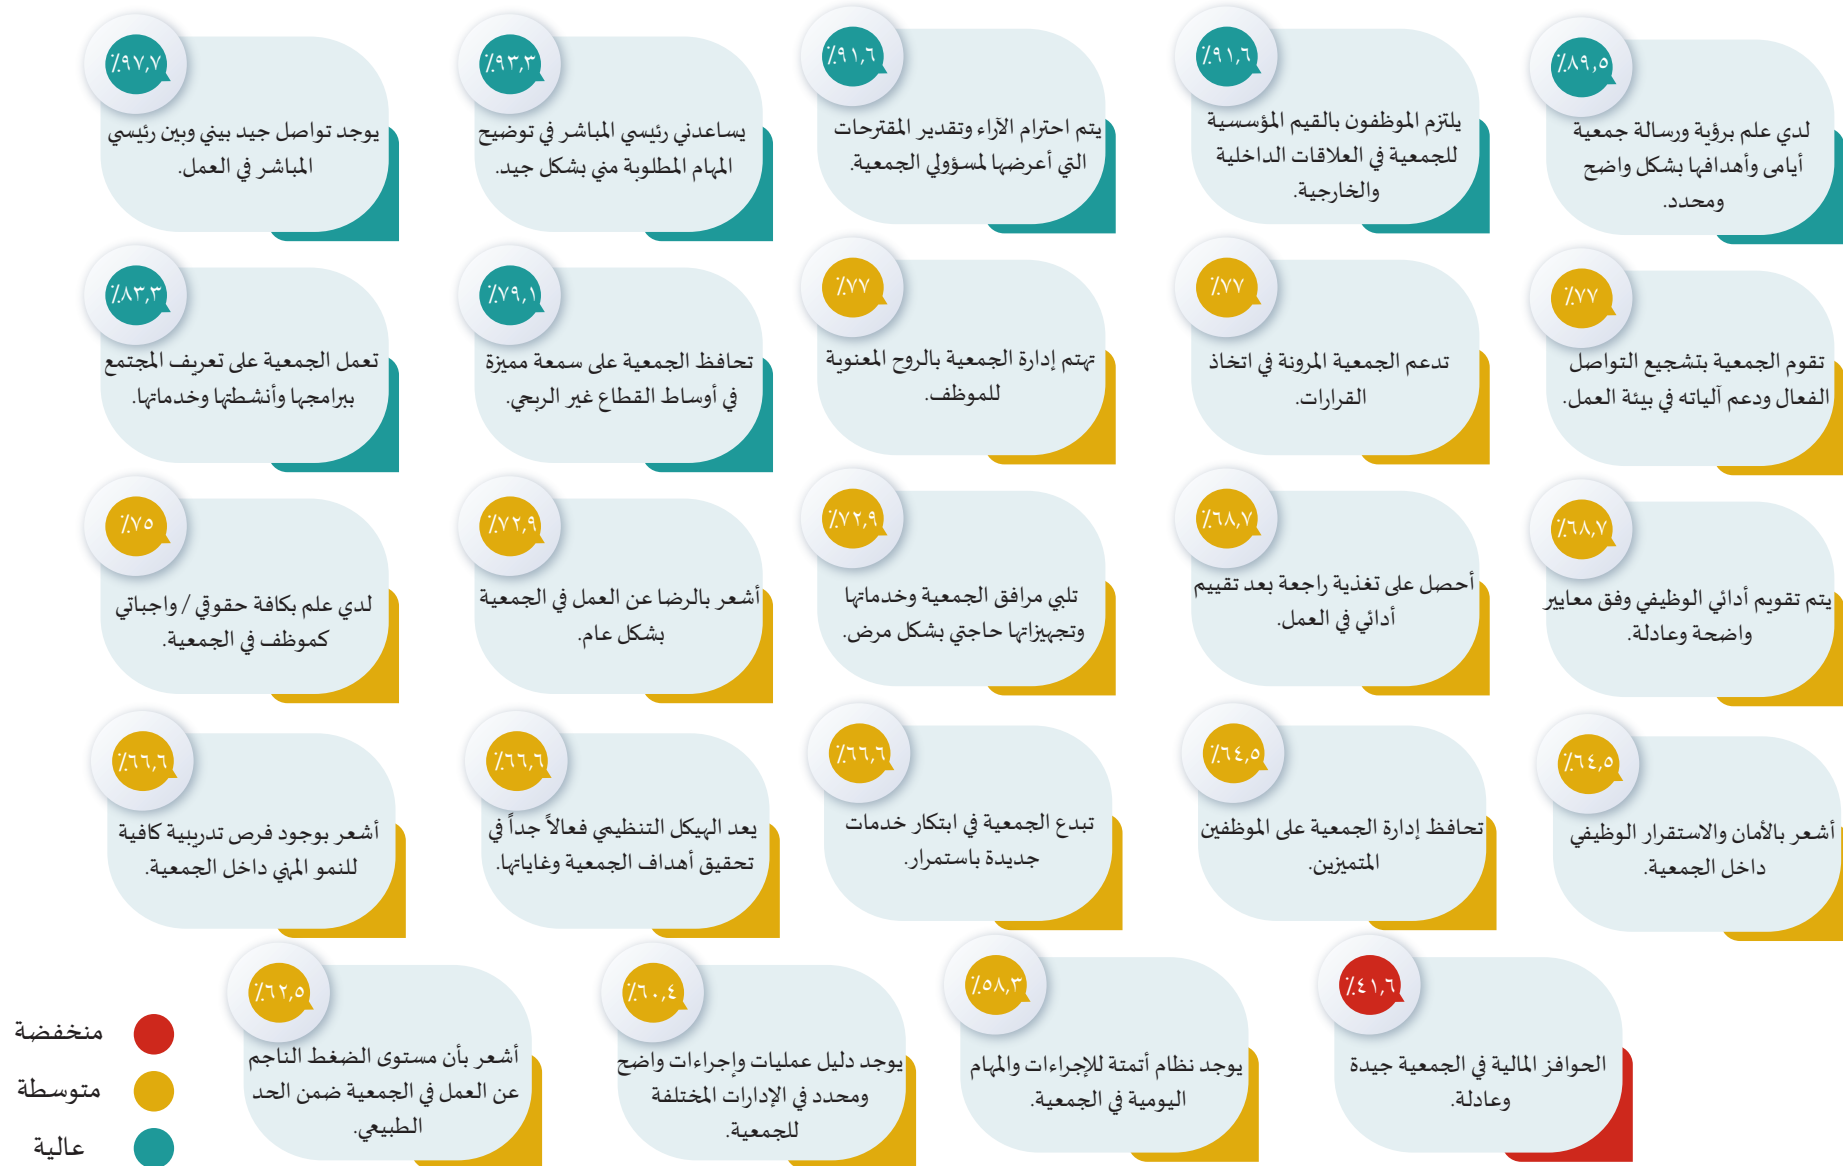 ٪٨٩,٥
لدي علم برؤية ورسالة جمعية
أيامى وأهدافها بشكل واضح
ومحدد.
٪٩١,٦
يلتزم الموظفون بالقيم المؤسسية
للجمعية في العلاقات الداخلية
والخارجية.
٪٩١,٦
يتم احترام الآراء وتقدير المقترحات
التي أعرضها لمسؤولي الجمعية.
٪٩٣,٣
يساعدني رئيسي المباشر في توضيح
المهام المطلوبة مني بشكل جيد.
٪٩٧,٧
يوجد تواصل جيد بيني وبين رئيسي
المباشر في العمل.
٪٧٧
تقوم الجمعية بتشجيع التواصل
الفعال ودعم آلياته في بيئة العمل.
٪٧٧
تدعم الجمعية المرونة في اتخاذ
القرارات.
٪٧٧
تهتم إدارة الجمعية بالروح المعنوية
للموظف.
٪٧٩,١
تحافظ الجمعية على سمعة مميزة
في أوساط القطاع غير الربحي.
٪٨٣,٣
تعمل الجمعية على تعريف المجتمع
ببرامجها وأنشطتها وخدماتها.
٪٦٨,٧
يتم تقويم أدائي الوظيفي وفق معايير
واضحة وعادلة.
٪٦٨,٧
أحصل على تغذية راجعة بعد تقييم
أدائي في العمل.
٪٧٢,٩
تلبي مرافق الجمعية وخدماتها
وتجهيزاتها حاجتي بشكل مرض.
٪٧٢,٩
أشعر بالرضا عن العمل في الجمعية
بشكل عام.
٪٧٥
لدي علم بكافة حقوقي / واجباتي
كموظف في الجمعية.
٪٦٤,٥
أشعر بالأمان والاستقرار الوظيفي
داخل الجمعية.
٪٦٤,٥
تحافظ إدارة الجمعية على الموظفين
المتميزين.
٪٦٦,٦
تبدع الجمعية في ابتكار خدمات
جديدة باستمرار.
٪٦٦,٦
يعد الهيكل التنظيمي فعالاً جداً في
تحقيق أهداف الجمعية وغاياتها.
٪٦٦,٦
أشعر بوجود فرص تدريبية كافية
للنمو المهني داخل الجمعية.
٪٤١,٦
الحوافز المالية في الجمعية جيدة
وعادلة.
٪٥٨,٣
يوجد نظام أتمتة للإجراءات والمهام
اليومية في الجمعية.
٪٦٠,٤
يوجد دليل عمليات وإجراءات واضح
ومحدد في الإدارات المختلفة
للجمعية.
٪٦٢,٥
أشعر بأن مستوى الضغط الناجم
عن العمل في الجمعية ضمن الحد
الطبيعي.
منخفضة
متوسطة
عالية